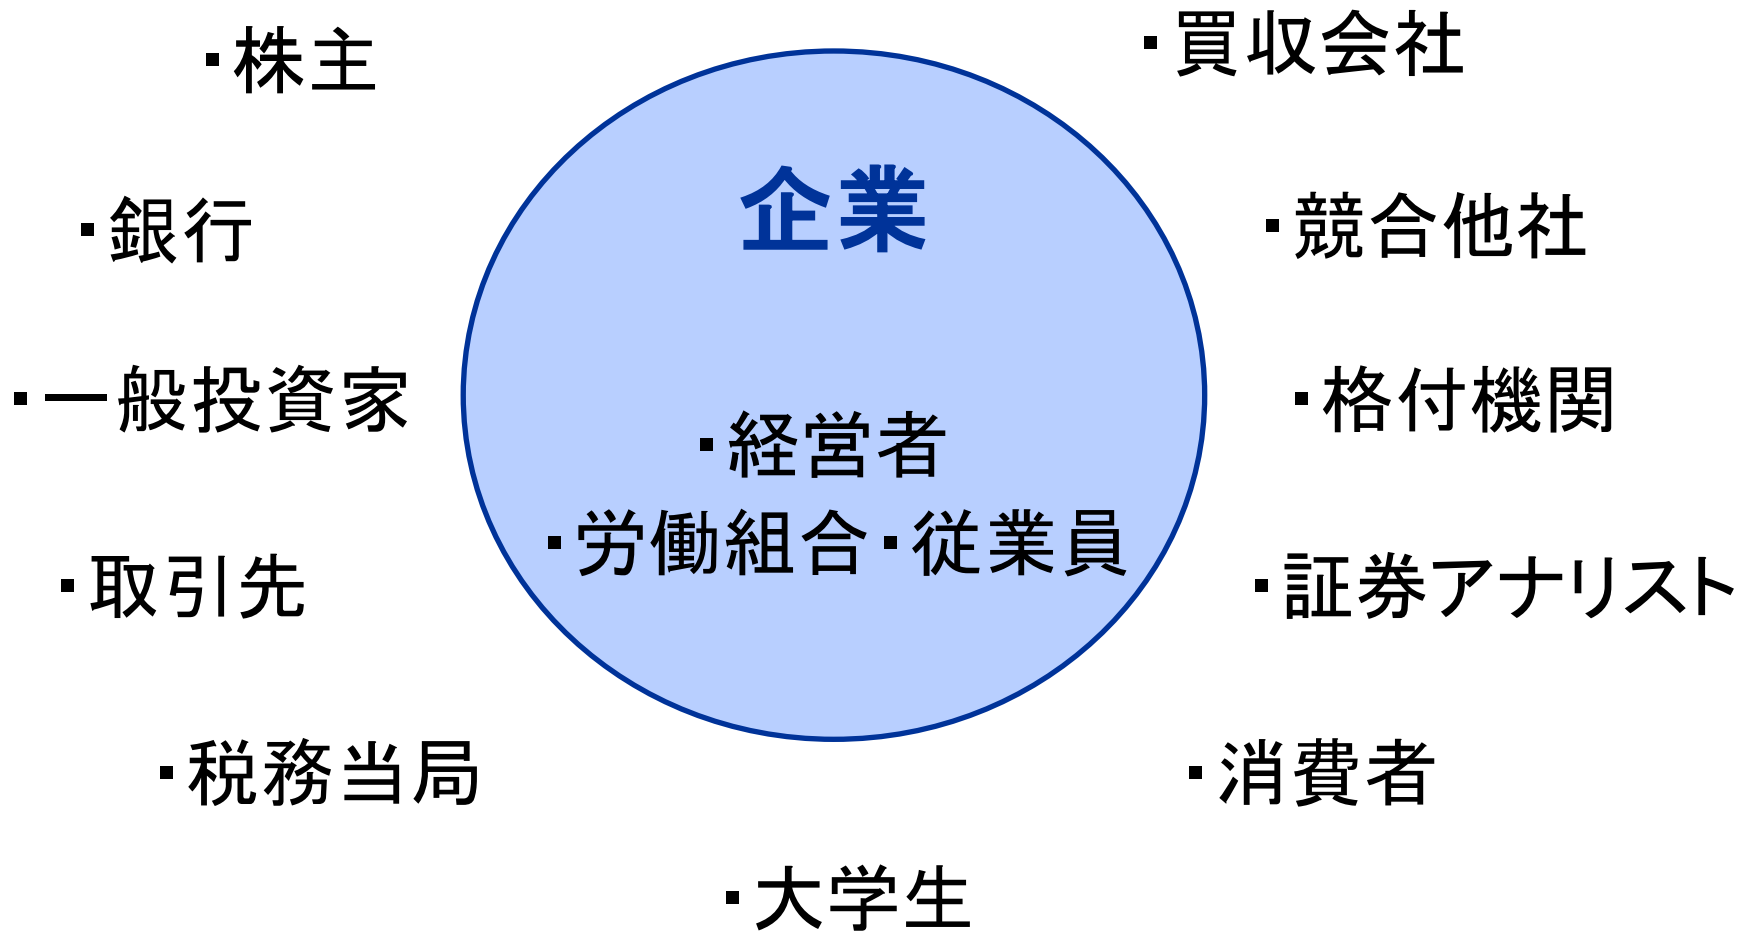 ・株主
・買収会社
企業
・銀行
・競合他社
・一般投資家
・格付機関
・経営者
・労働組合・従業員
・取引先
・証券アナリスト
・税務当局
・消費者
・大学生